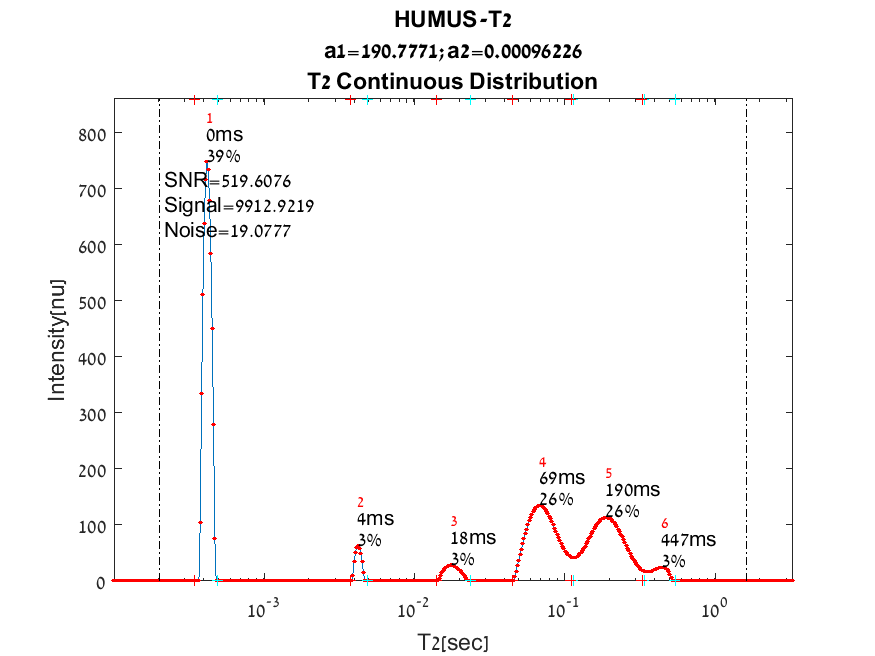 HUMUS-T2
a1=190.7771; a2=0.00096226
T2 Continuous Distribution
800
700
600
500
400
300
200
100
0
Intensity[nu]
1
0ms
39%
SNR=519.6076
Signal=9912.9219
Noise=19.0777
2
4ms
3%
3
18ms
3%
4
69ms
26%
5
190ms
26%
6
447ms
3%
10^-3
10^-2
10^-1
10^0
T2[sec]